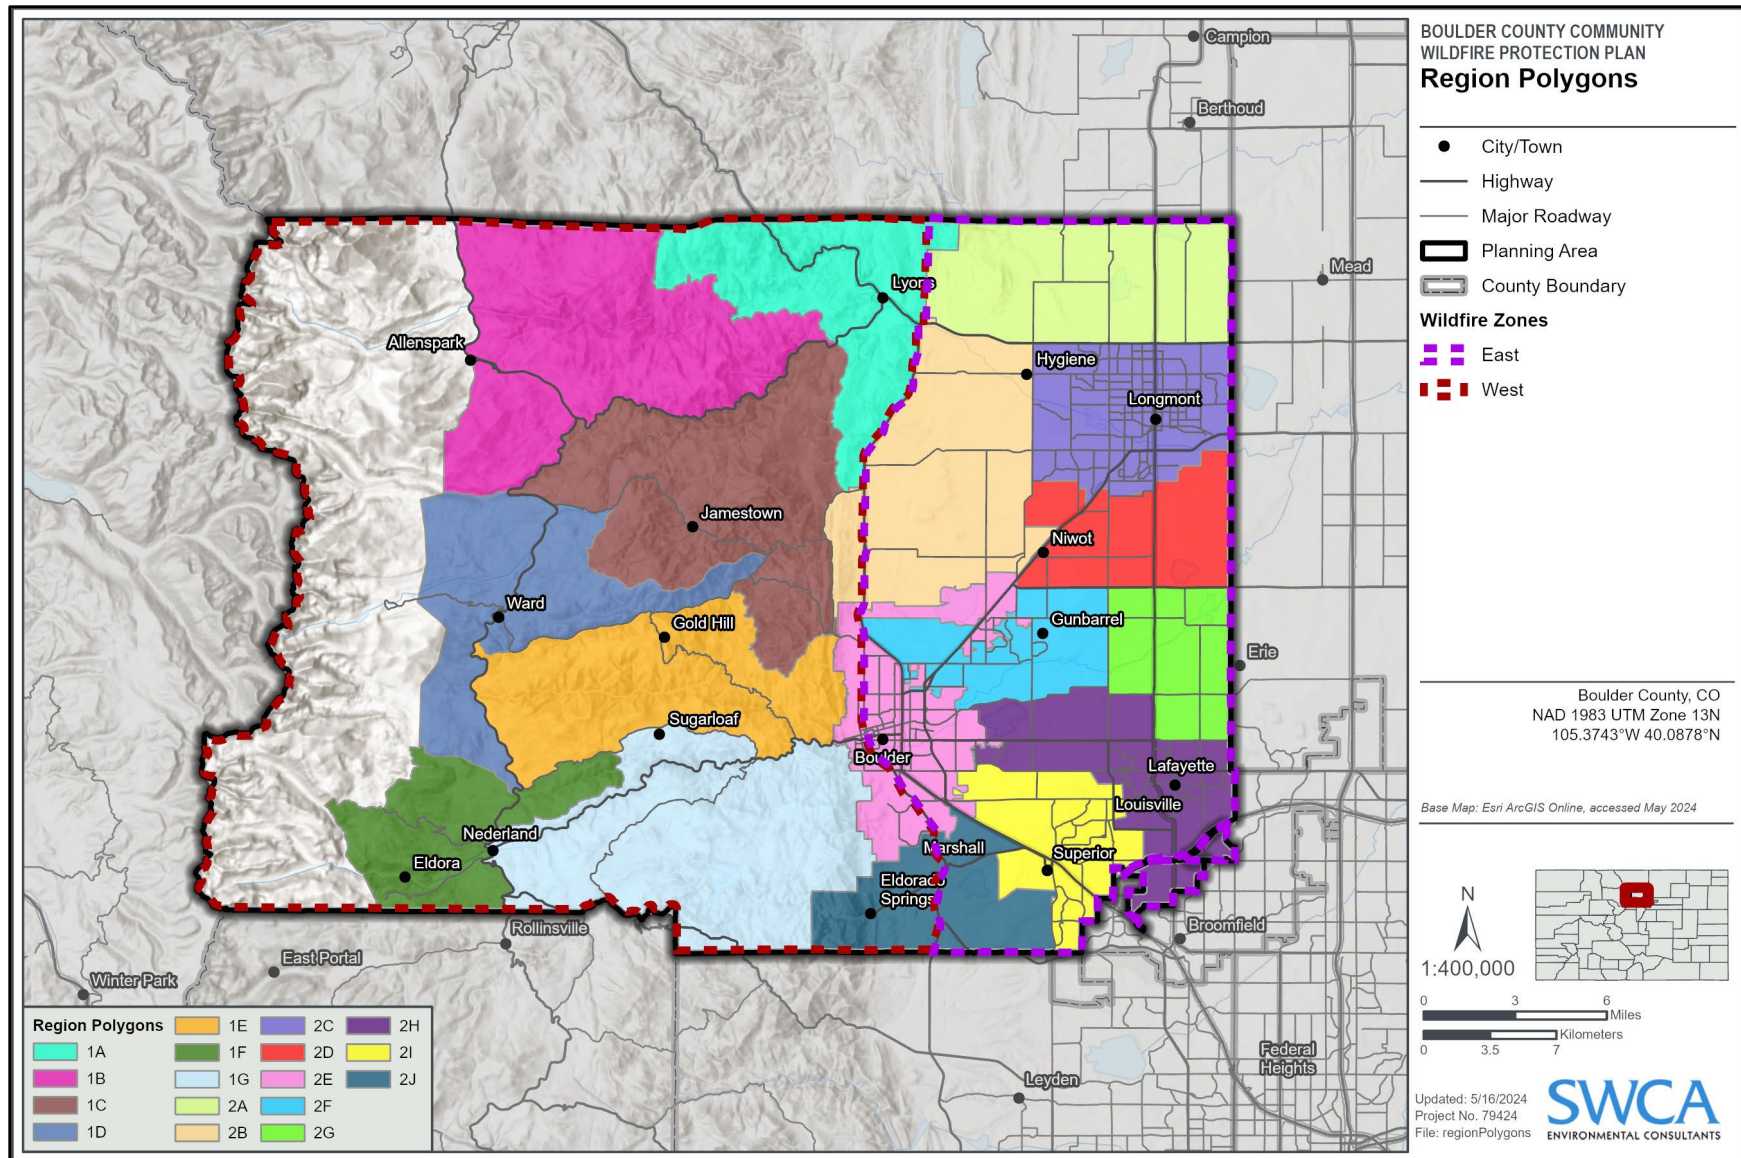 BOULDER COUNTY COMMUNITY
WILDFIRE PROTECTION PLAN
Region Polygons
City/Town
Highway
Major Roadway
Planning Area
County Boundary
Wildfire Zones
East
West
Boulder County, CO
NAD 1983 UTM Zone 13N
105.3743°W 40.0878°N
Base Map: Esri ArcGIS Online, accessed May 2024
N
1:400,000
0 3 6
Miles
Kilometers
0 3.5 7
Updated: 5/16/2024
Project No. 79424
File: regionPolygons
SWCA
ENVIRONMENTAL CONSULTANTS
Campion
Berthoud
Mead
Lyons
Allenspark
Hygiene
Longmont
Jamestown
Niwot
Ward
Gold Hill
Gunbarrel
Erie
Sugarloaf
Boulder
Lafayette
Louisville
Nederland
Marshall
Superior
Eldora
Eldorado
Springs
Rollinsville
Broomfield
East Portal
Winter Park
Federal
Heights
Leyden
Region Polygons
1A
1B
1C
1D
1E
1F
1G
2A
2B
2C
2D
2E
2F
2G
2H
2I
2J